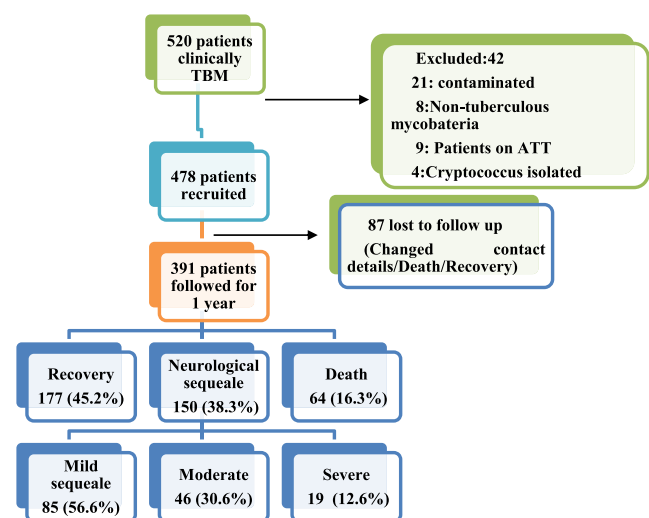 520 patients
clinically
TBM
Excluded:42
21: contaminated
8:Non-tuberculous
mycobateria
9: Patients on ATT
4:Cryptococcus isolated
478 patients
recruited
87 lost to follow up
(Changed contact
details/Death/Recovery)
391 patients
followed for
1 year
Recovery
177 (45.2%)
Neurological
sequeale
150 (38.3%)
Death
64 (16.3%)
Mild
sequeale
85 (56.6%)
Moderate
46 (30.6%)
Severe
19 (12.6%)